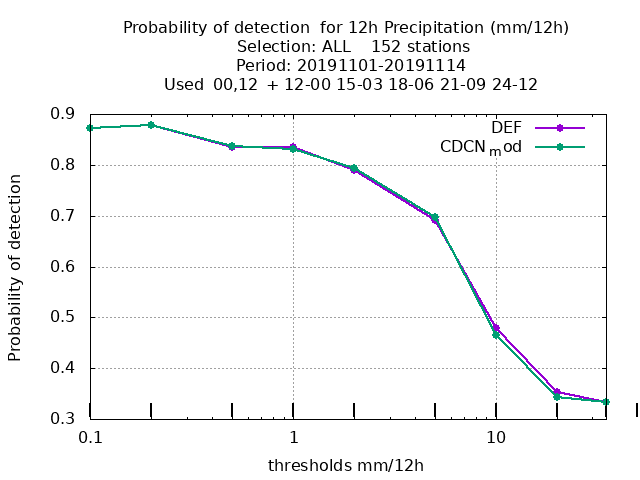 Probability of detection  for 12h Precipitation (mm/12h)
Selection: ALL    152 stations
Period: 20191101-20191114
Used  00,12  + 12-00 15-03 18-06 21-09 24-12
DEF
CDCNmod
0.9
0.8
0.7
0.6
0.5
0.4
0.3
Probability of detection
0.1 1 10
thresholds mm/12h